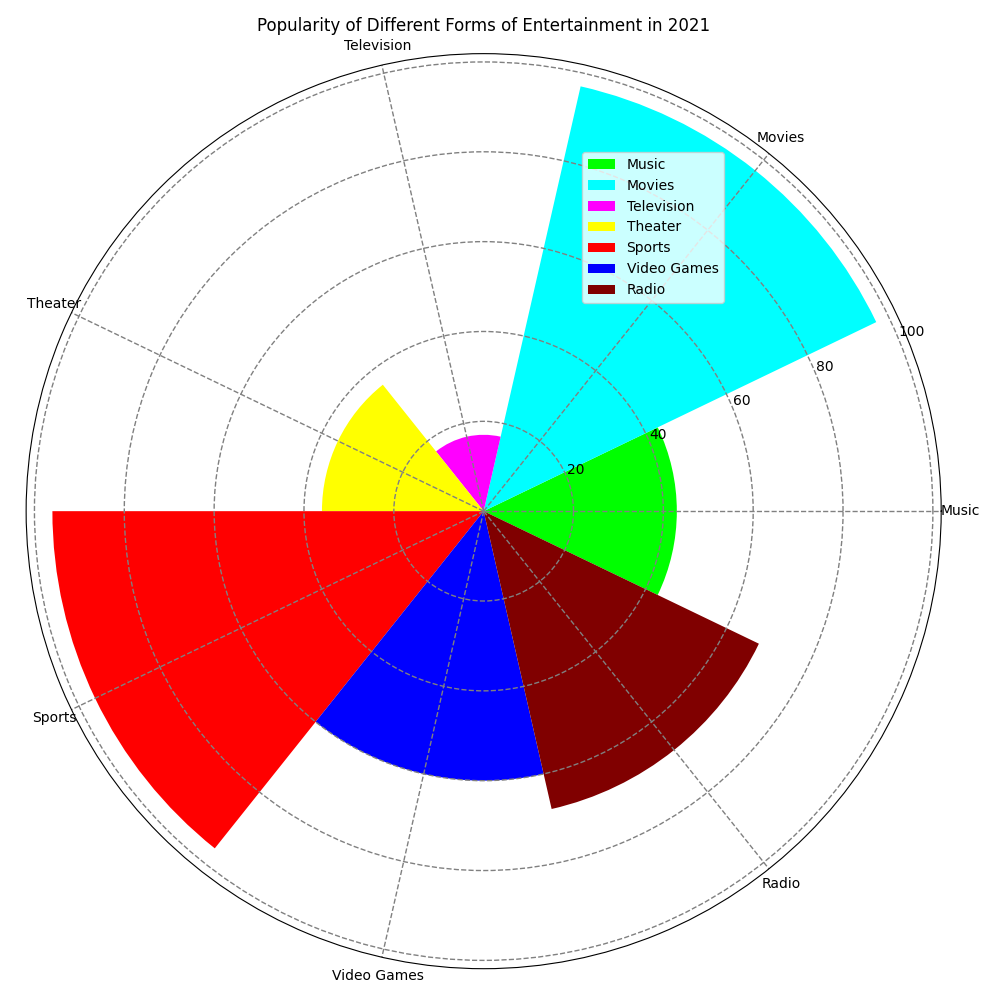 Popularity of Different Forms of Entertainment in 2021
Television
Movies
Music
Movies
Television
Theater
Sports
Video Games
Radio
Theater
100
80
60
40
20
Music
Sports
Radio
Video Games